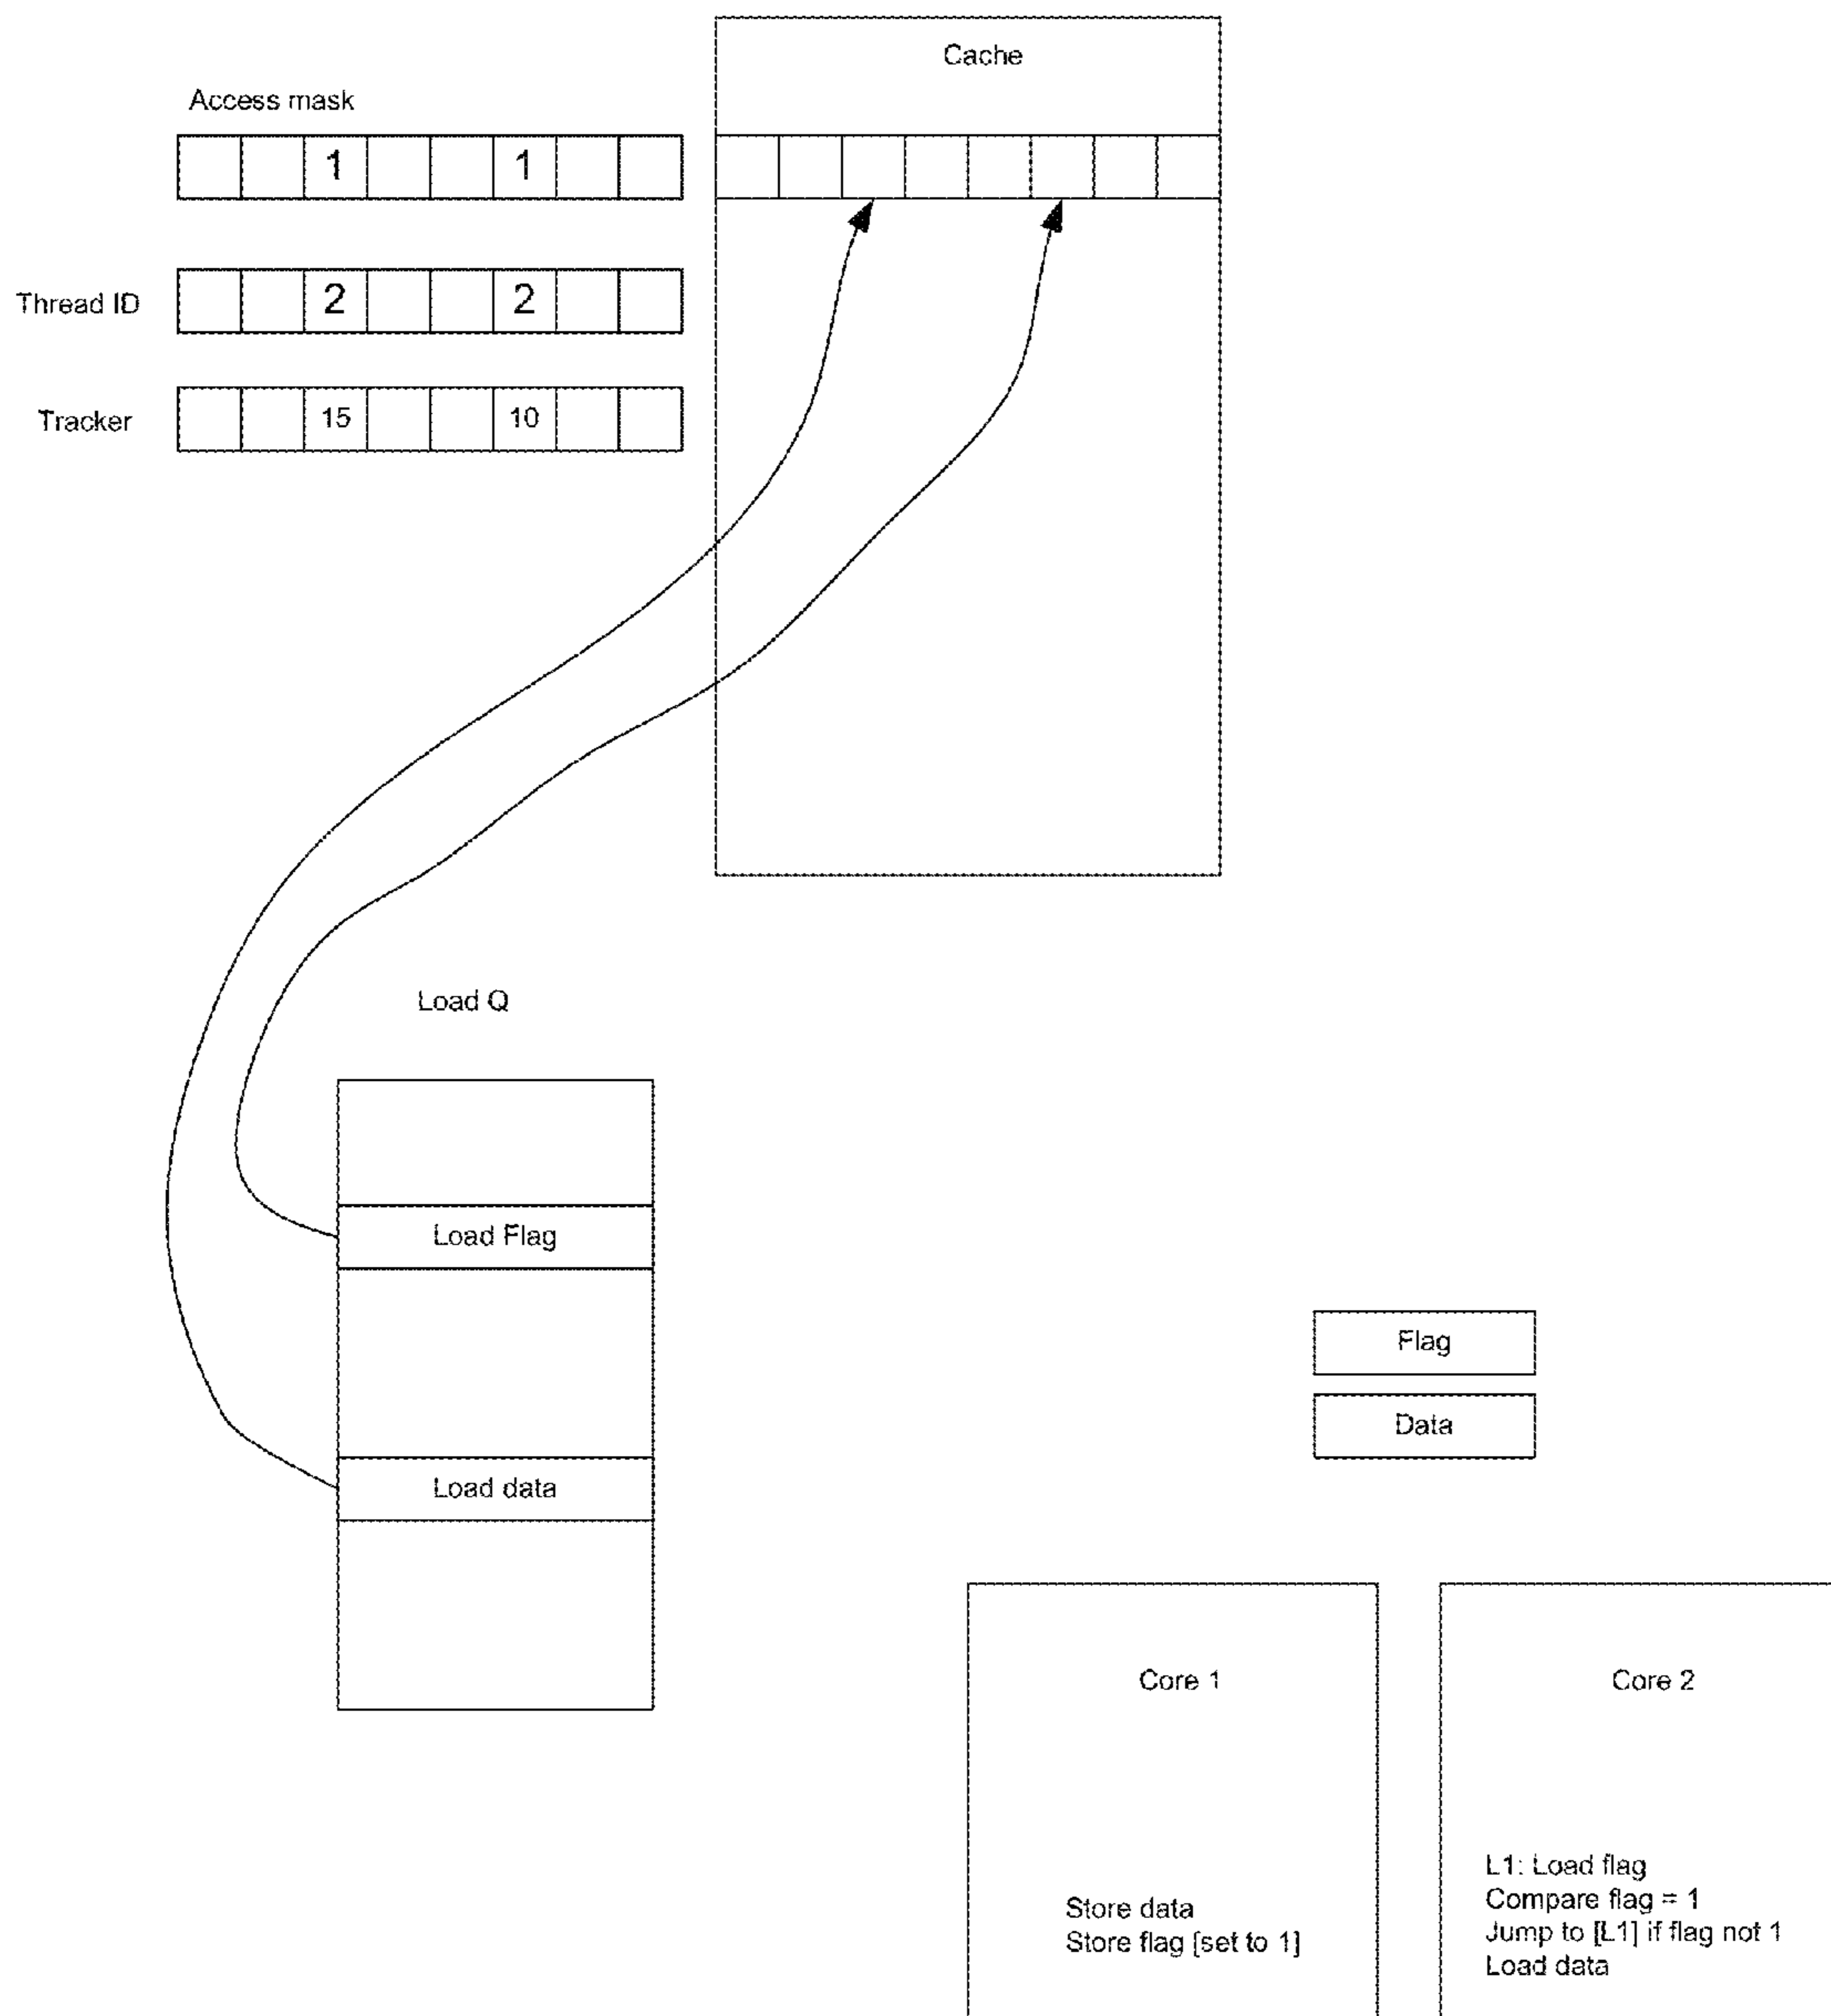 Cache
Access mask
1 1
Thread ID
2 2
Tracker
15 10
Load Q
Load Flag
Load data
Flag
Data
Core 1
Store data
Store flag [set to 1]
Core 2
L1: Load flag
Compare flag = 1
Jump to [L1] if flag not 1
Load data